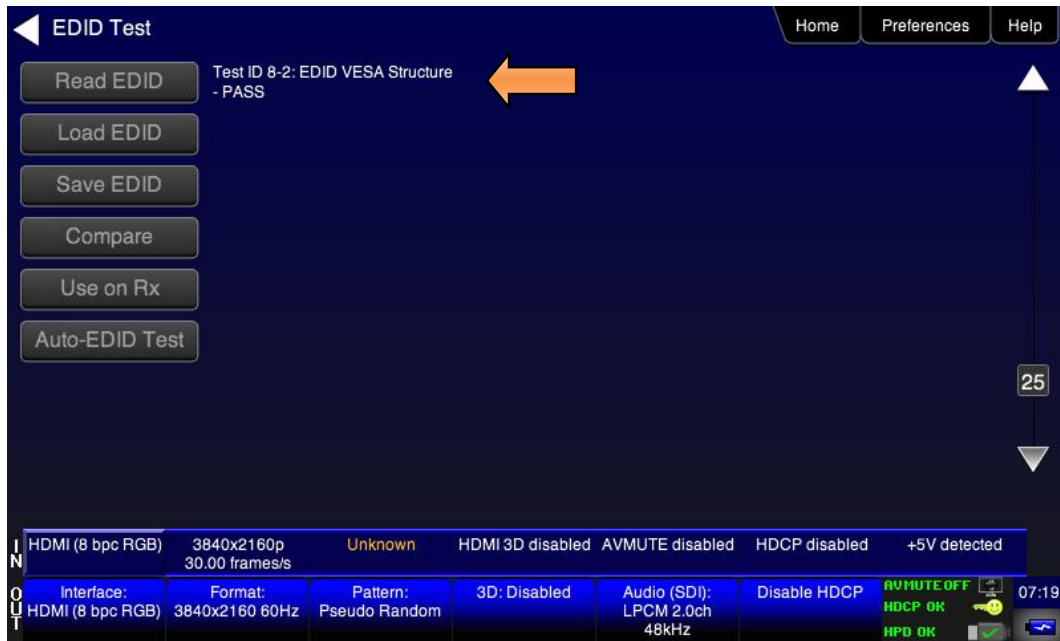 EDID Test
Home
Preferences
Help
Read EDID
Test ID 8-2: EDID VESA Structure
- PASS
Load EDID
Save EDID
Compare
Use on Rx
Auto-EDID Test
25
IN
HDMI (8 bpc RGB)
3840x2160p
30.00 frames/s
Unknown
HDMI 3D disabled
AVMUTE disabled
HDCP disabled
+5V detected
OUT
Interface:
HDMI (8 bpc RGB)
Format:
3840x2160 60Hz
Pattern:
Pseudo Random
3D: Disabled
Audio (SDI):
LPCM 2.0ch
48kHz
Disable HDCP
AVMUTEOFF
HDCP OK
HPD OK
07:19